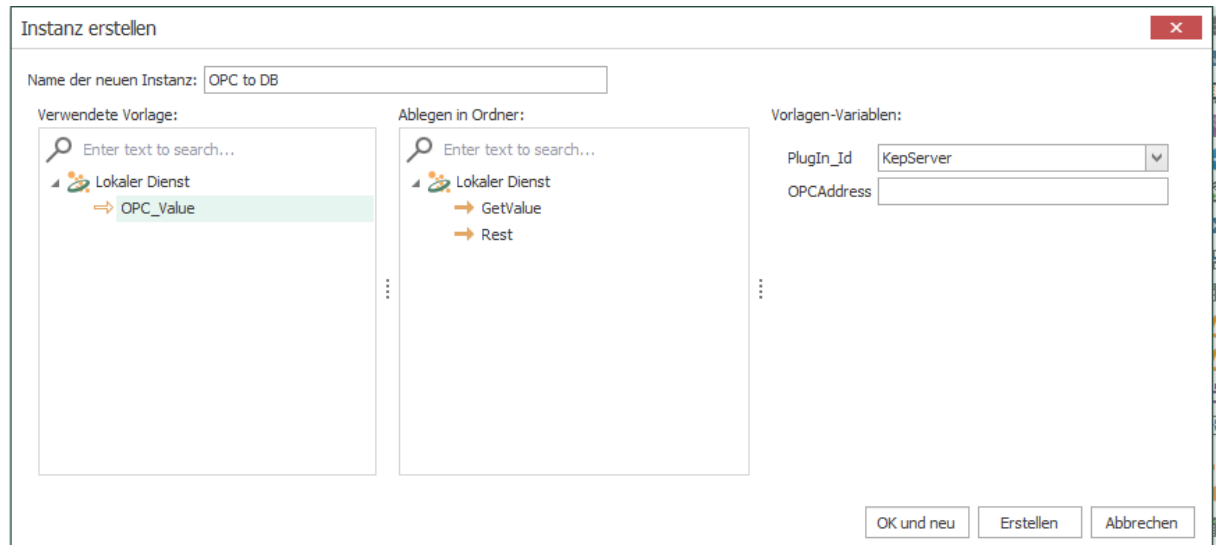 Instanz erstellen
Name der neuen Instanz: OPC to DB
Verwendete Vorlage:
Enter text to search...
Lokaler Dienst
OPC_Value
Ablegen in Ordner:
Enter text to search...
Lokaler Dienst
GetValue
Rest
Vorlagen-Variablen:
PlugIn_Id KepServer
OPCAddress
OK und neu Erstellen Abbrechen